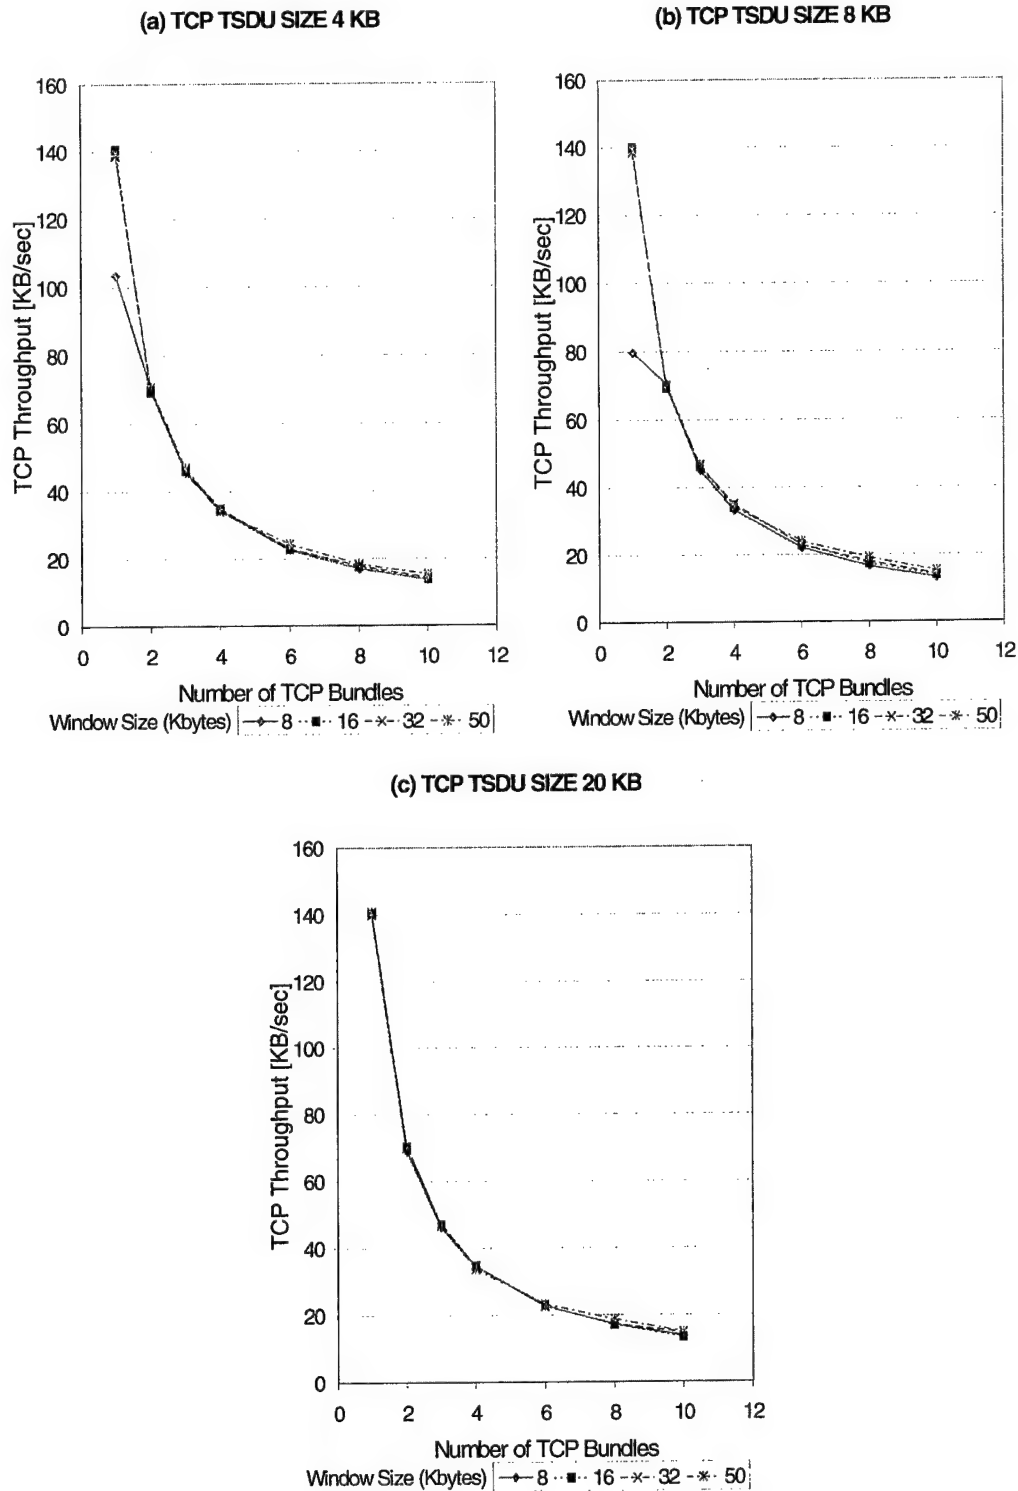 (a) TCP TSDU SIZE 4 KB
160
140
120
100
80
60
40
20
0
TCP Throughput [KB/sec]
0 2 4 6 8 10 12
Number of TCP Bundles
Window Size (Kbytes) 8 16 32 50
(b) TCP TSDU SIZE 8 KB
160
140
120
100
80
60
40
20
0
TCP Throughput [KB/sec]
0 2 4 6 8 10 12
Number of TCP Bundles
Window Size (Kbytes) 8 16 32 50
(c) TCP TSDU SIZE 20 KB
160
140
120
100
80
60
40
20
0
TCP Throughput [KB/sec]
0 2 4 6 8 10 12
Number of TCP Bundles
Window Size (Kbytes) 8 16 32 50